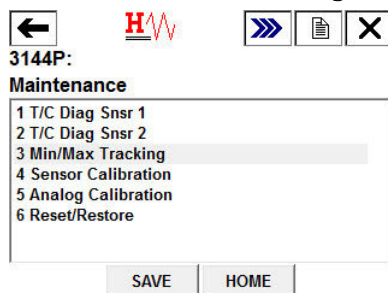 H
3144P:
Maintenance
1 T/C Diag Snsr 1
2 T/C Diag Snsr 2
3 Min/Max Tracking
4 Sensor Calibration
5 Analog Calibration
6 Reset/Restore
SAVE HOME